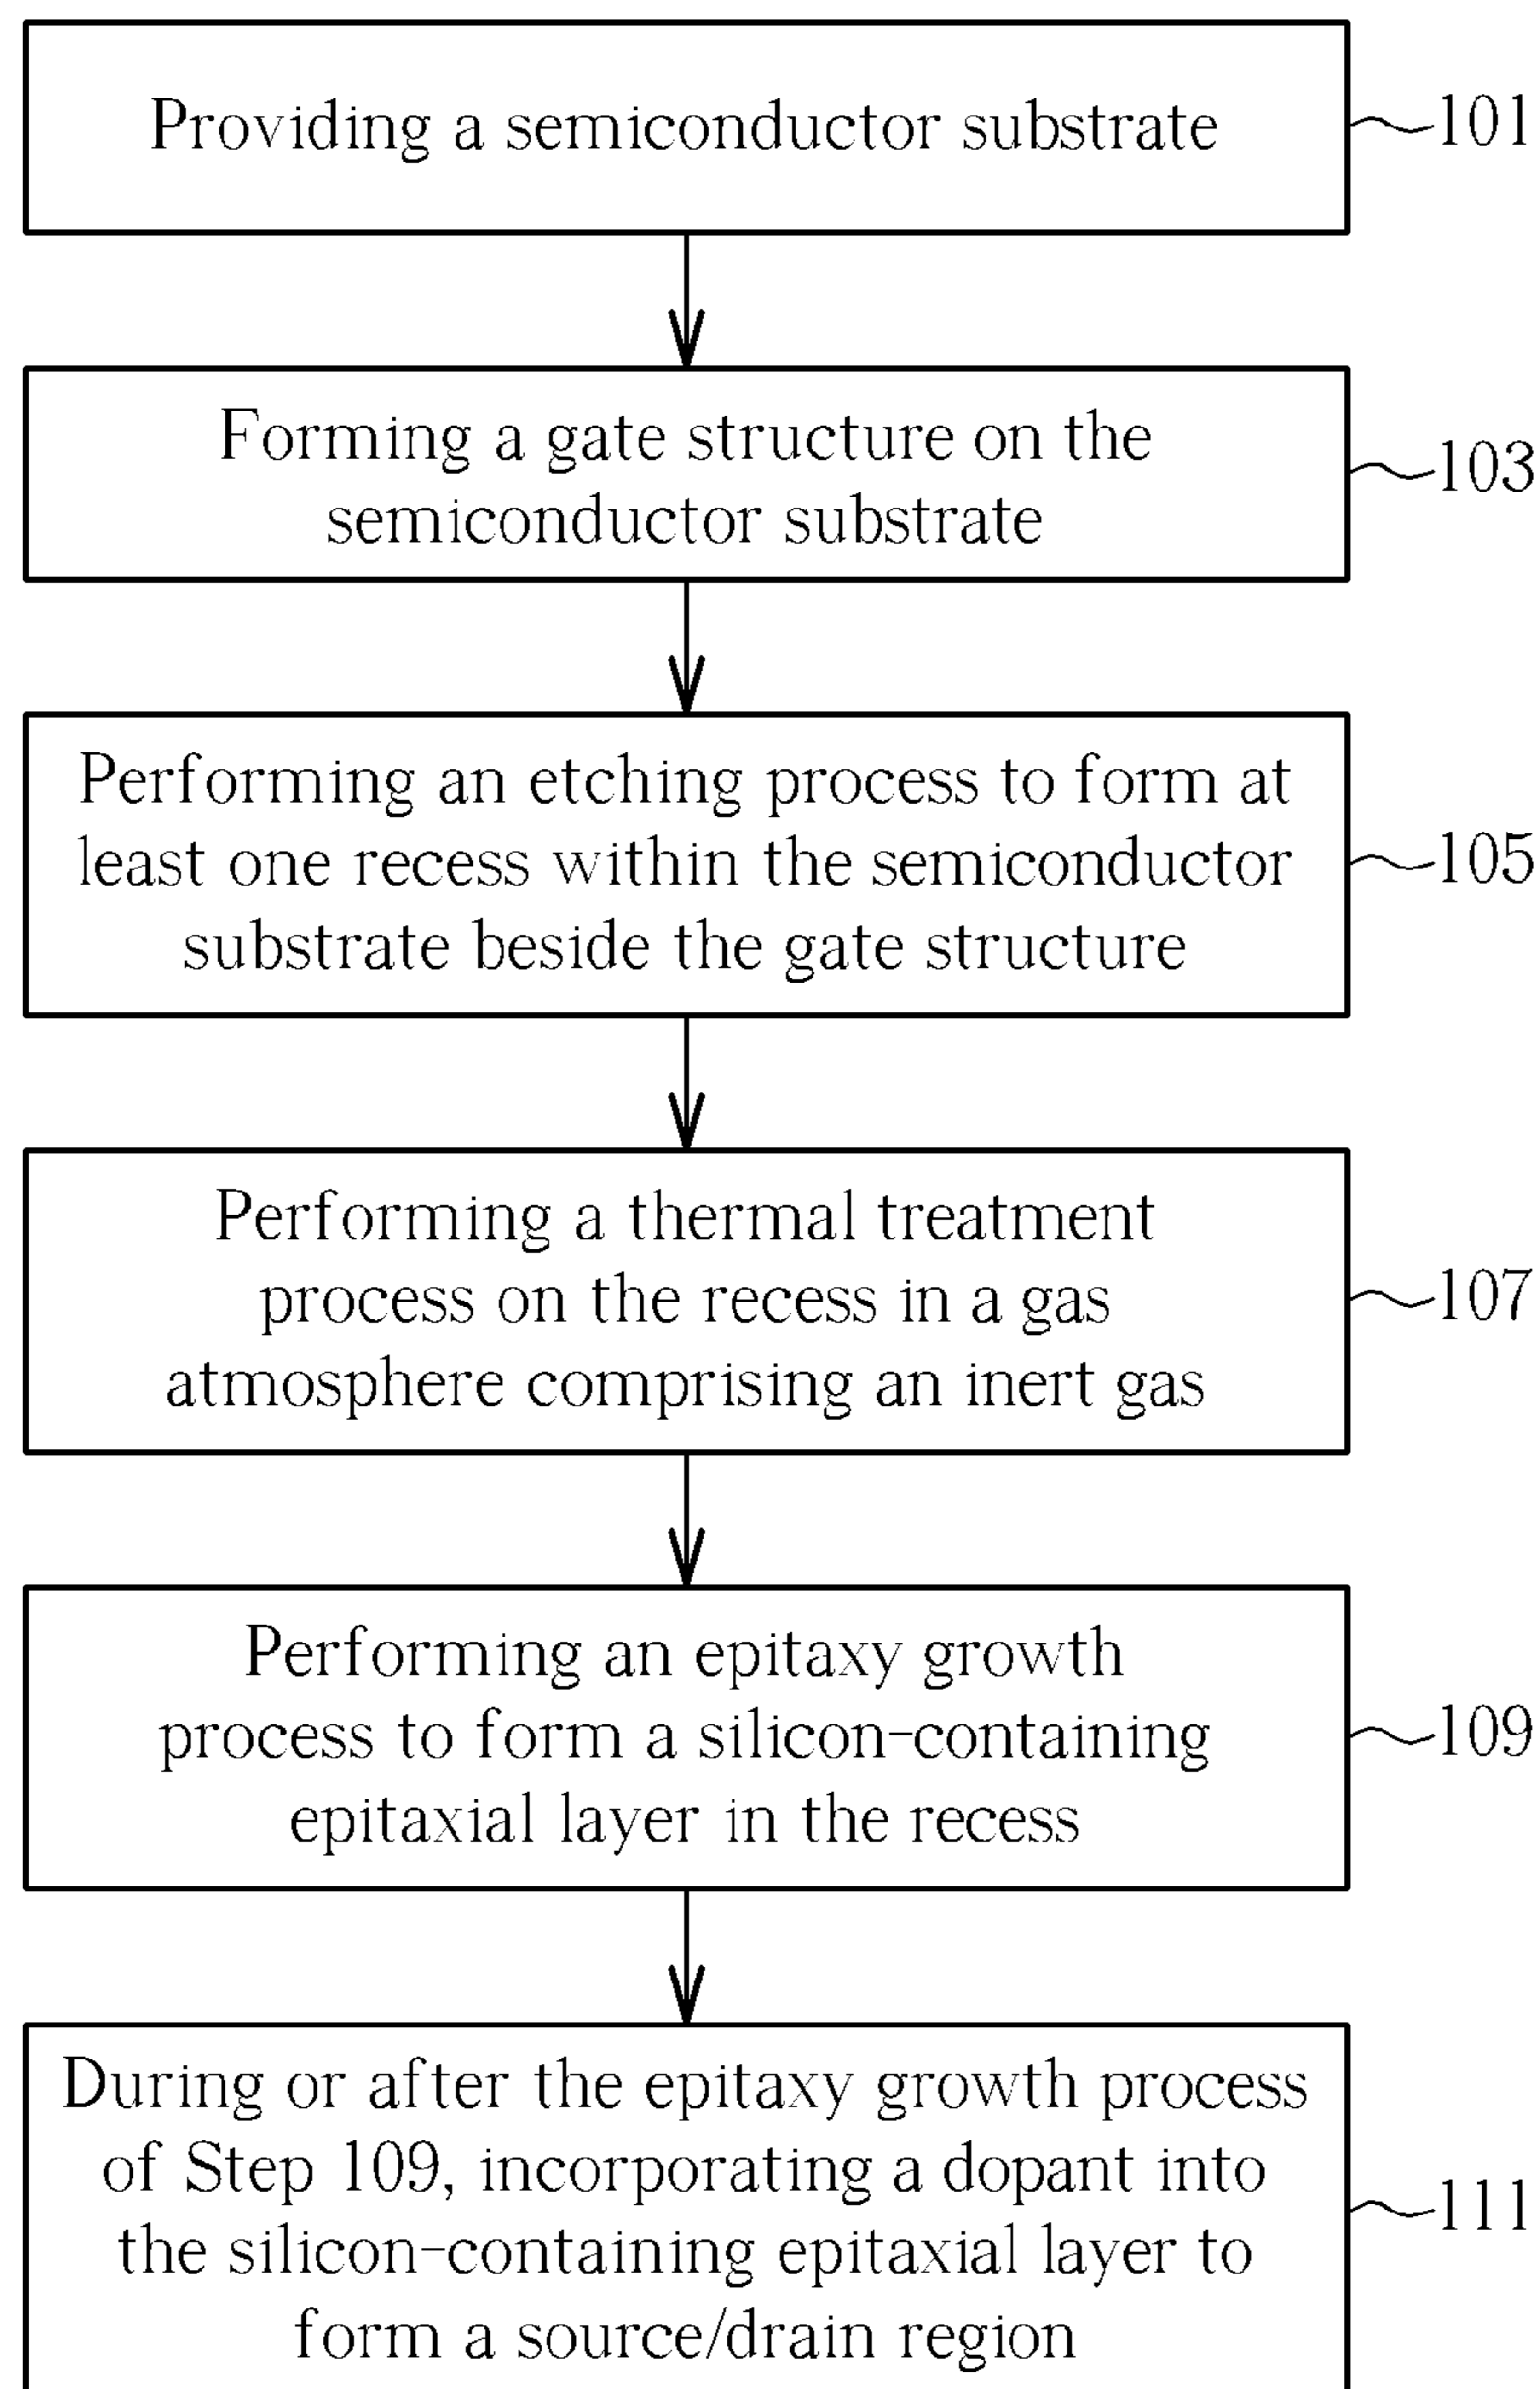 Providing a semiconductor substrate
101
Forming a gate structure on the
semiconductor substrate
103
Performing an etching process to form at
least one recess within the semiconductor
substrate beside the gate structure
105
Performing a thermal treatment
process on the recess in a gas
atmosphere comprising an inert gas
107
Performing an epitaxy growth
process to form a silicon-containing
epitaxial layer in the recess
109
During or after the epitaxy growth process
of Step 109, incorporating a dopant into
the silicon-containing epitaxial layer to
form a source/drain region
111